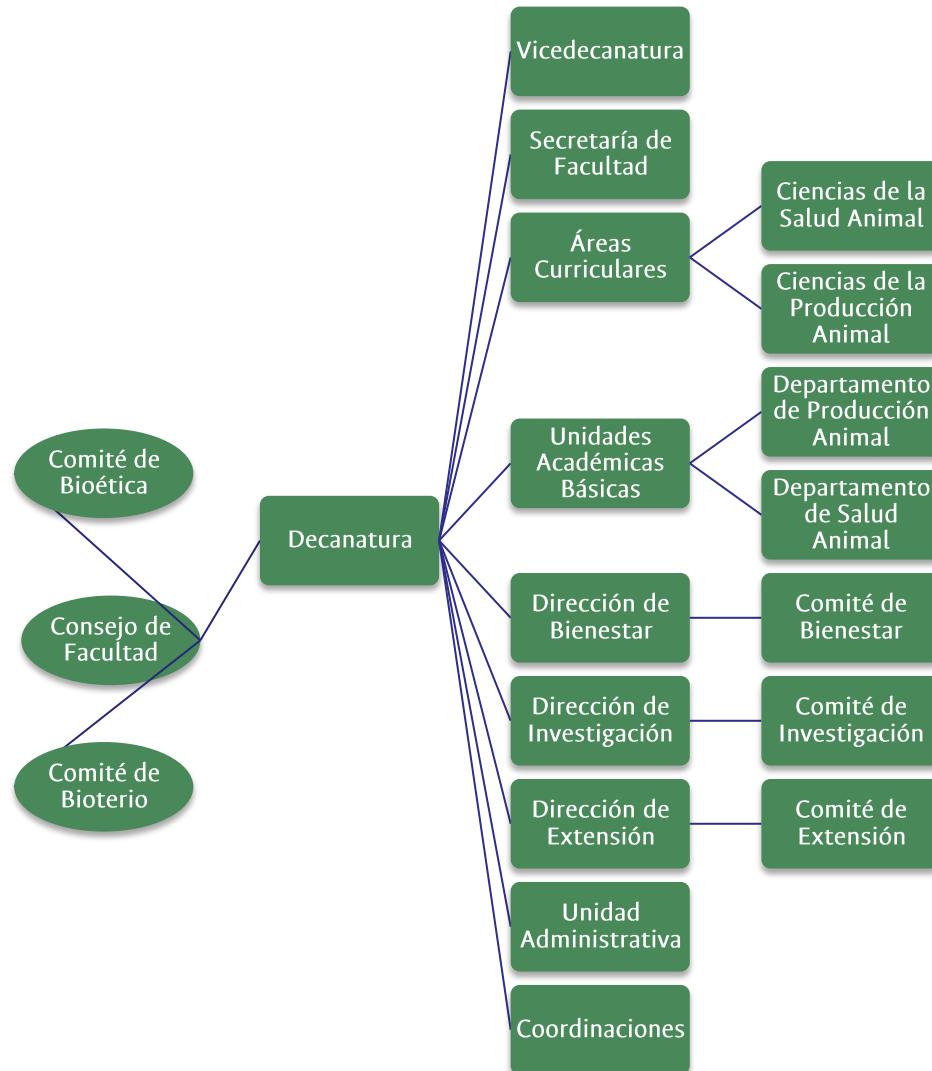 Vicedecanatura
Secretaría de
Facultad
Áreas
Curriculares
Ciencias de la
Salud Animal
Ciencias de la
Producción
Animal
Unidades
Académicas
Básicas
Departamento
de Producción
Animal
Departamento
de Salud
Animal
Comité de
Bioética
Decanatura
Consejo de
Facultad
Comité de
Bioterio
Dirección de
Bienestar
Comité de
Bienestar
Dirección de
Investigación
Comité de
Investigación
Dirección de
Extensión
Comité de
Extensión
Unidad
Administrativa
Coordinaciones